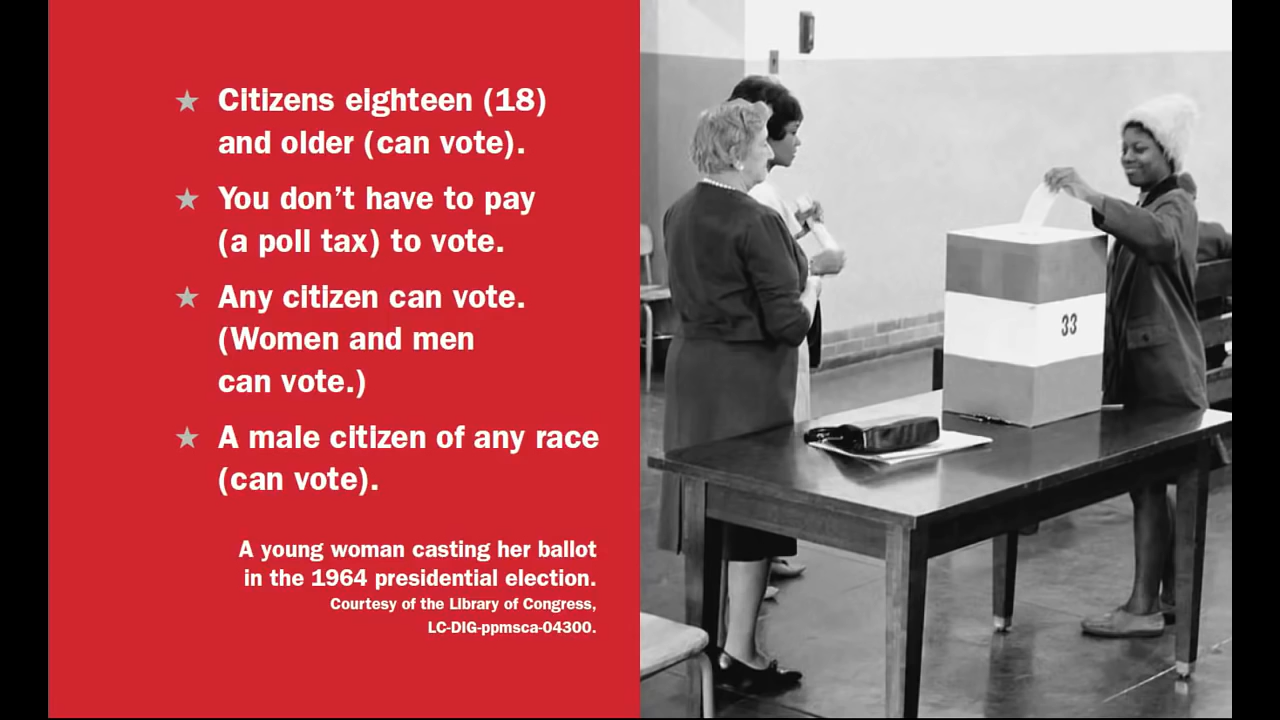 Citizens eighteen (18)
and older (can vote).
You don't have to pay
(a poll tax) to vote.
Any citizen can vote.
(Women and men
can vote.)
A male citizen of any race
(can vote).
A young woman casting her ballot
in the 1964 presidential election.
Courtesy of the Library of Congress,
LC-DIG-ppmsca-04300.
33